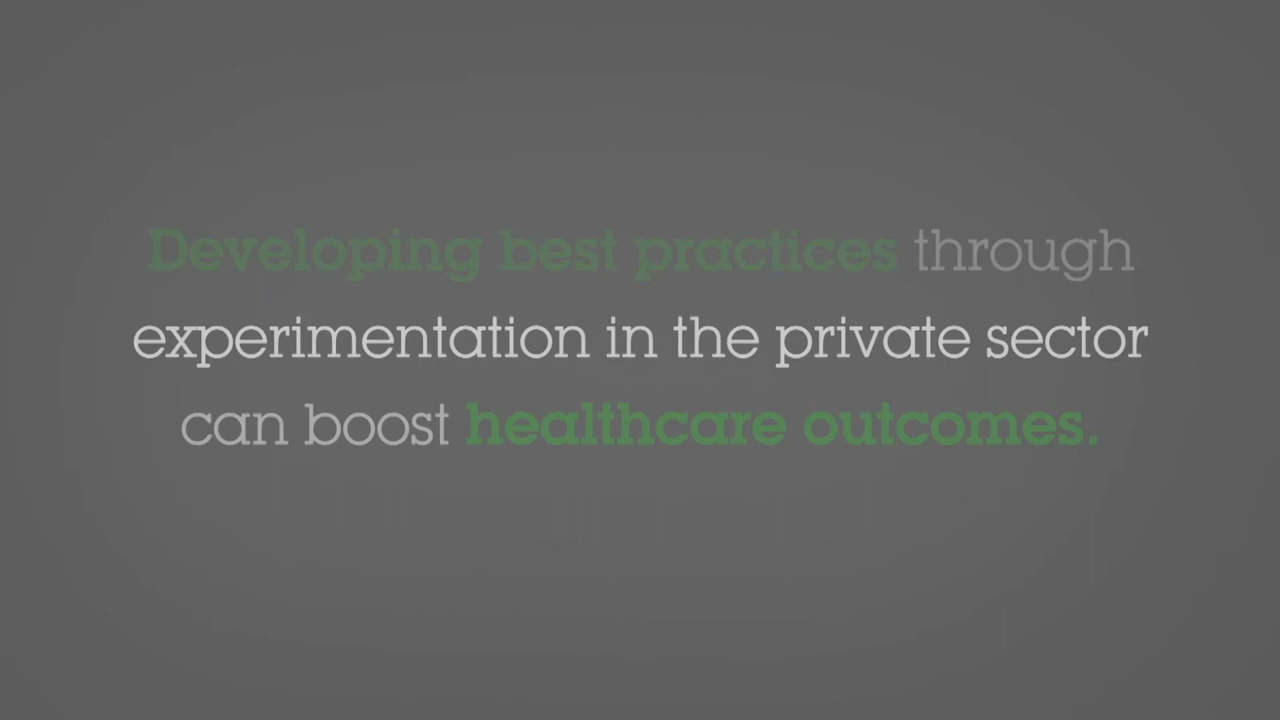 Developing best practices through
experimentation in the private sector
can boost healthcare outcomes.